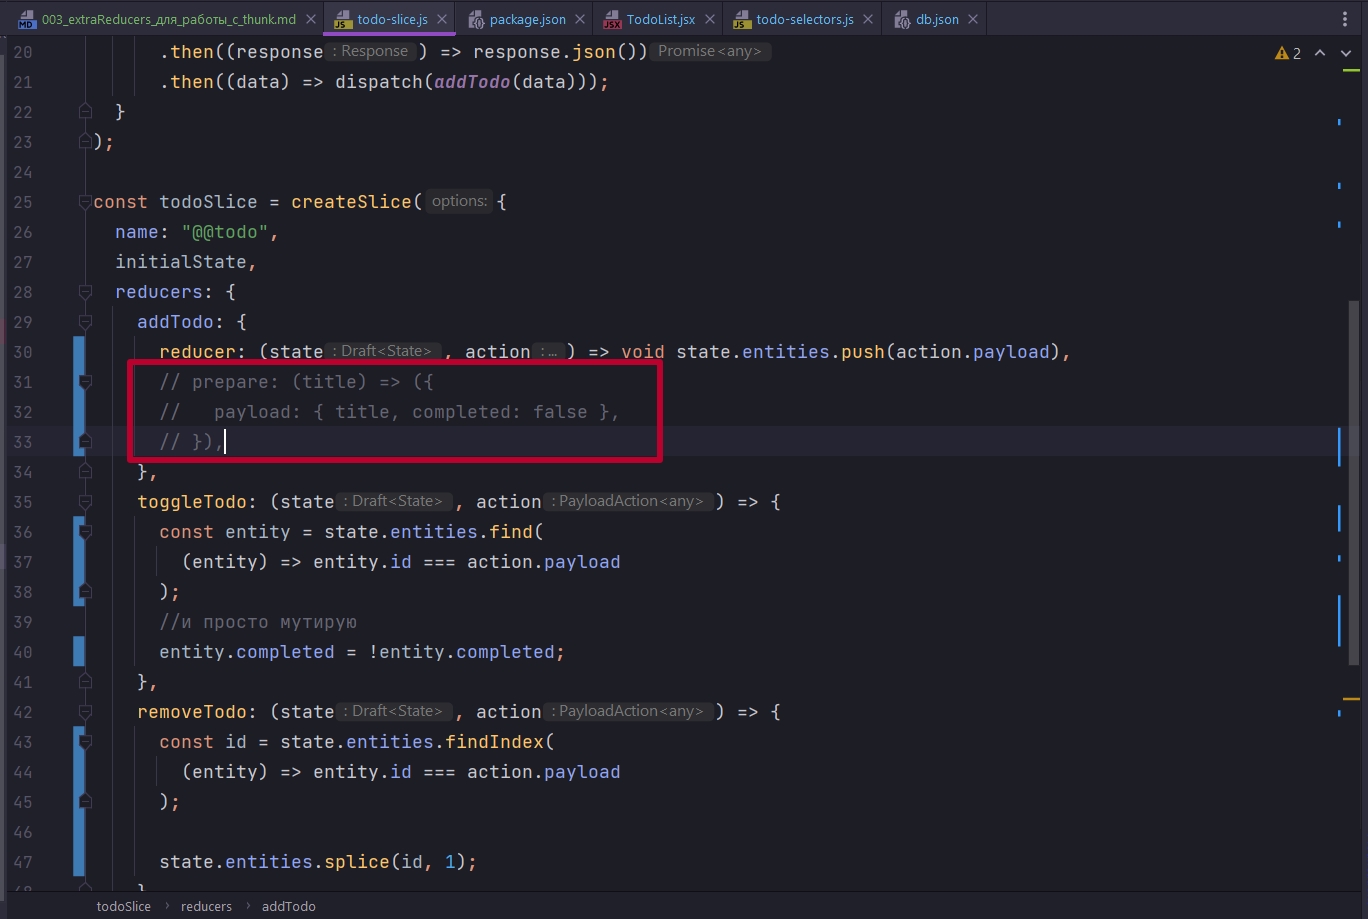 003_extraReducers_для_работы_с_thunk.md todo-slice.js package.json TodoList.jsx todo-selectors.js db.json
20 .then((response : Response ) => response.json()) Promise<any> 2
21 .then((data) => dispatch(addTodo(data)));
22 }
23 );
24
25 const todoSlice = createSlice( options: {
26 name: "@@todo",
27 initialState,
28 reducers: {
29 addTodo: {
30 reducer: (state : Draft<State> , action : … ) => void state.entities.push(action.payload),
31 // prepare: (title) => ({
32 //   payload: { title, completed: false },
33 // }),
34 },
35 toggleTodo: (state : Draft<State> , action : PayloadAction<any> ) => {
36 const entity = state.entities.find(
37 (entity) => entity.id === action.payload
38 );
39 //и просто мутирую
40 entity.completed = !entity.completed;
41 },
42 removeTodo: (state : Draft<State> , action : PayloadAction<any> ) => {
43 const id = state.entities.findIndex(
44 (entity) => entity.id === action.payload
45 );
46
47 state.entities.splice(id, 1);
48 }
todoSlice › reducers › addTodo